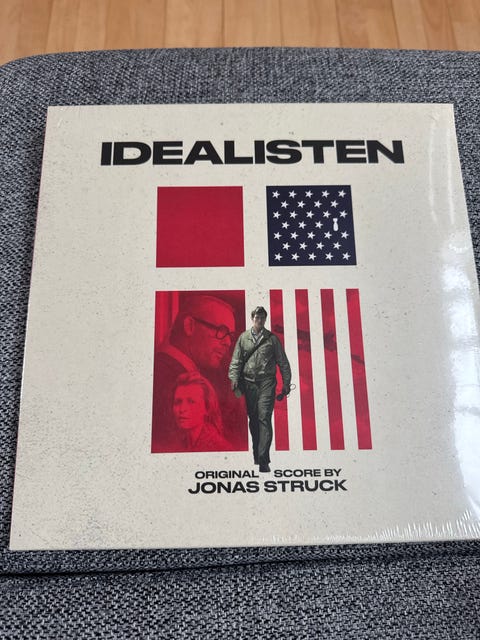 IDEALISTEN
ORIGINAL SCORE BY
JONAS STRUCK